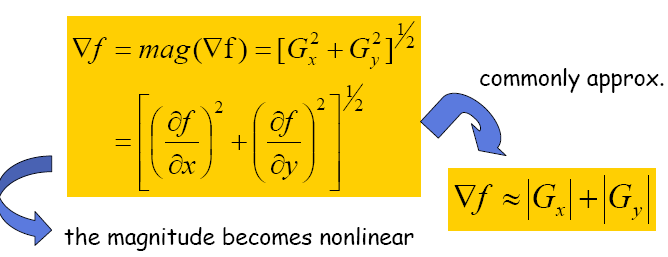 ∇f = mag(∇f) = [G_x^2 + G_y^2]^{1/2}
= [(∂f/∂x)^2 + (∂f/∂y)^2]^{1/2}
commonly approx.
∇f ≈ |G_x| + |G_y|
the magnitude becomes nonlinear